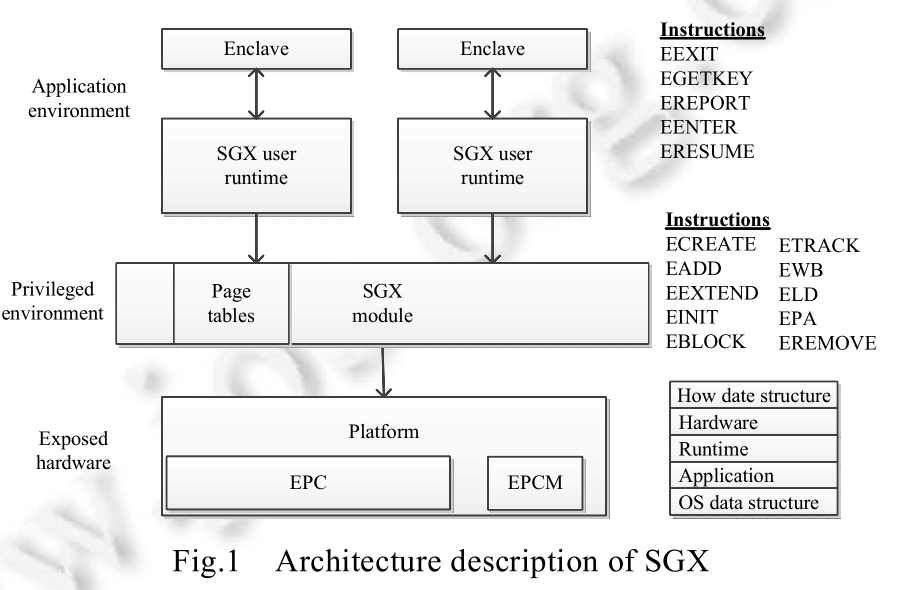 Enclave
Enclave
Instructions
EEXIT
EGETKEY
EREPORT
EENTER
ERESUME
Application
environment
SGX user
runtime
SGX user
runtime
Instructions
ECREATE ETRACK
EADD EWB
EEXTEND ELD
EINIT EPA
EBLOCK EREMOVE
Privileged
environment
Page
tables
SGX
module
How date structure
Hardware
Runtime
Application
OS data structure
Exposed
hardware
Platform
EPC
EPCM
Fig.1 Architecture description of SGX